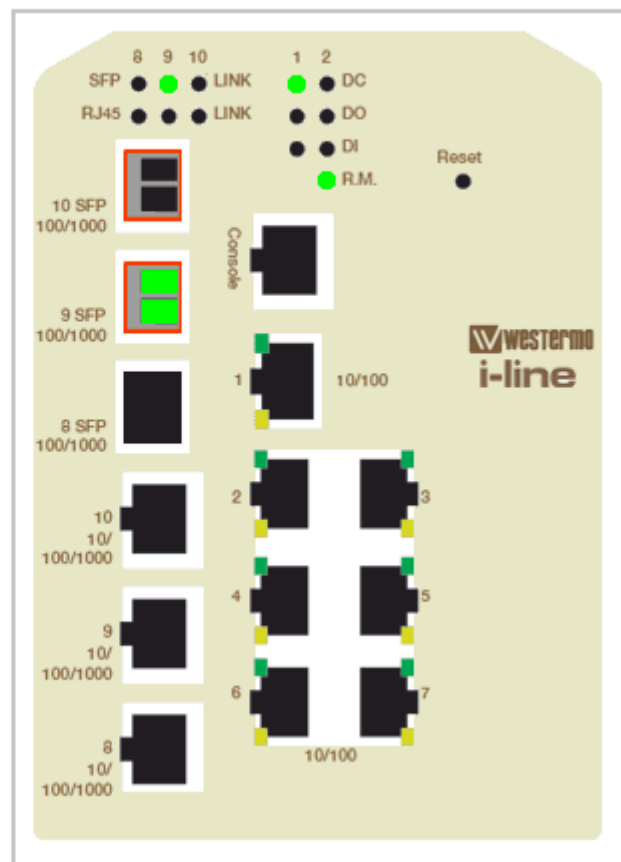 8 9 10
1 2
SFP LINK
DC
RJ45 LINK
DO
DI
R.M.
Reset
10 SFP
100/1000
Console
9 SFP
100/1000
WESTERMO
i-line
1
10/100
8 SFP
100/1000
2
3
10
10/
100/1000
4
5
9
10/
100/1000
6
7
8
10/
100/1000
10/100